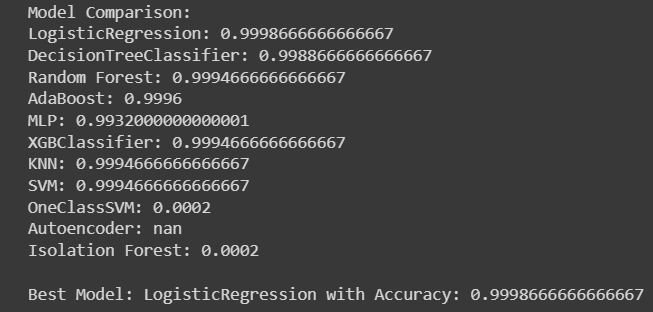 Model Comparison:
LogisticRegression: 0.9998666666666667
DecisionTreeClassifier: 0.9988666666666667
Random Forest: 0.9994666666666667
AdaBoost: 0.9996
MLP: 0.9932000000000001
XGBClassifier: 0.9994666666666667
KNN: 0.9994666666666667
SVM: 0.9994666666666667
OneClassSVM: 0.0002
Autoencoder: nan
Isolation Forest: 0.0002
Best Model: LogisticRegression with Accuracy: 0.9998666666666667